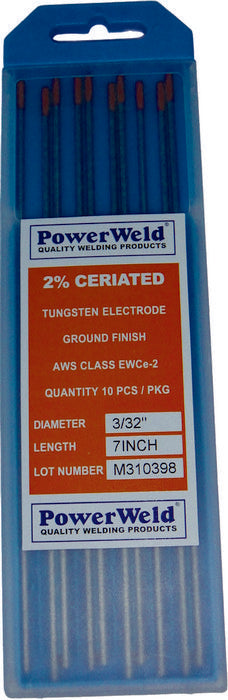 PowerWeld®
QUALITY WELDING PRODUCTS
2% CERIATED
TUNGSTEN ELECTRODE
GROUND FINISH
AWS CLASS EWCe-2
QUANTITY 10 PCS / PKG
DIAMETER 3/32"
LENGTH 7INCH
LOT NUMBER M310398
PowerWeld®
QUALITY WELDING PRODUCTS